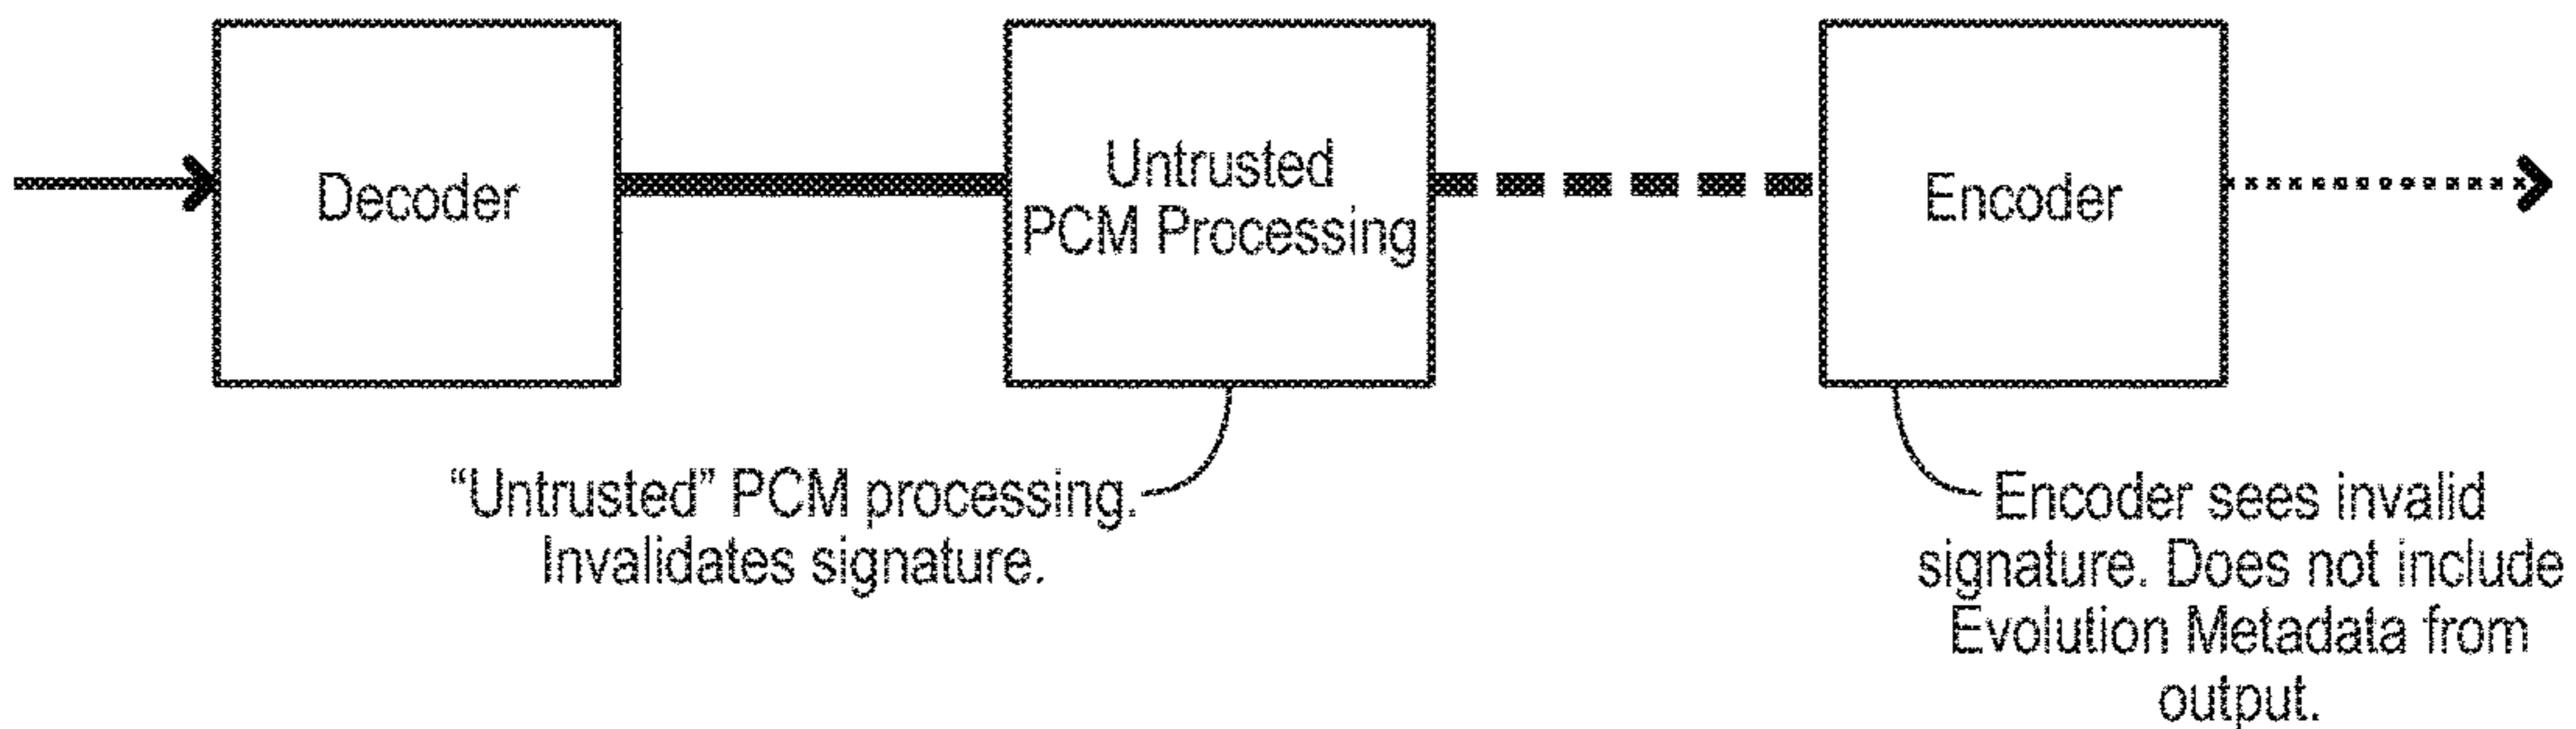 Decoder
Untrusted
PCM Processing
Encoder
“Untrusted” PCM processing.
Invalidates signature.
Encoder sees invalid
signature. Does not include
Evolution Metadata from
output.